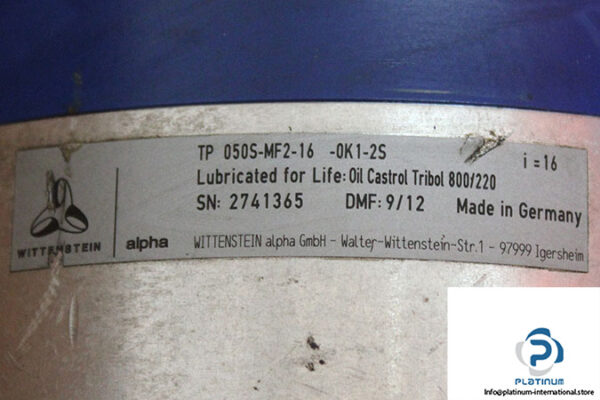 TP 050S-MF2-16 -0K1-2S i=16
Lubricated for Life: Oil Castrol Tribol 800/220
SN: 2741365 DMF: 9/12 Made in Germany
WITTENSTEIN alpha WITTENSTEIN alpha GmbH - Walter-Wittenstein-Str.1 - 97999 Igersheim
PLATINUM
Info@platinum-international.store